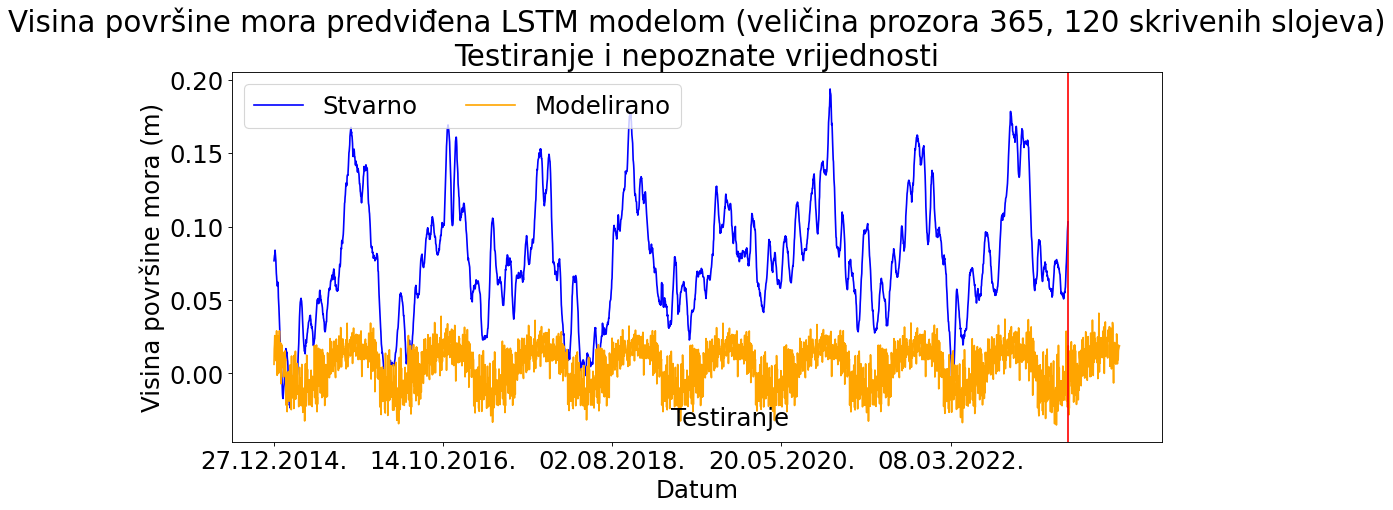 Visina površine mora predviđena LSTM modelom (veličina prozora 365, 120 skrivenih slojeva)
Testiranje i nepoznate vrijednosti
Stvarno Modelirano
Visina površine mora (m)
0.20
0.15
0.10
0.05
0.00
Testiranje
27.12.2014. 14.10.2016. 02.08.2018. 20.05.2020. 08.03.2022.
Datum